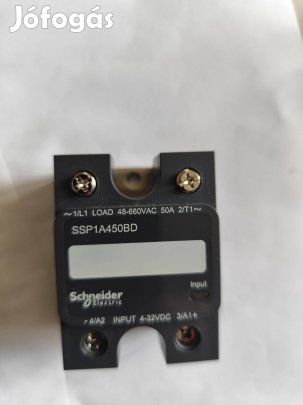 Jófogás
~1/L1 LOAD 48-660VAC 50A 2/T1~
SSP1A450BD
Input
Schneider
Electric
-4/A2 INPUT 4-32VDC 3/A1+